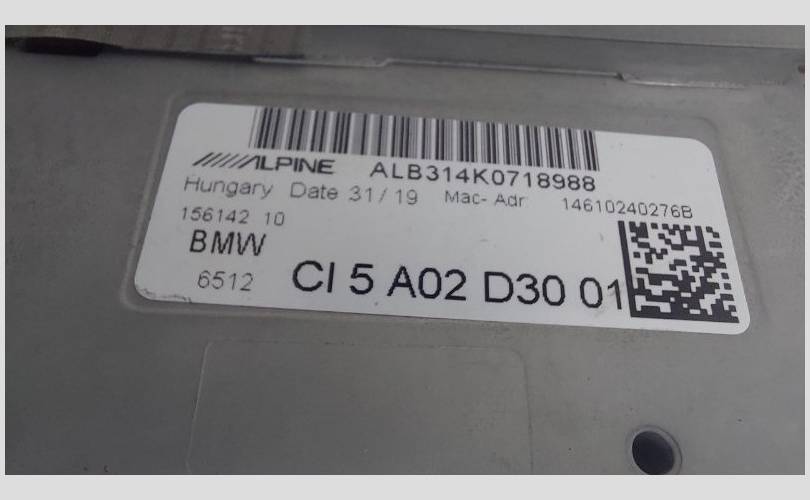 ALPINE ALB314K0718988
Hungary Date 31/19 Mac-Adr 14610240276B
156142 10
BMW
6512 CI 5 A02 D30 01